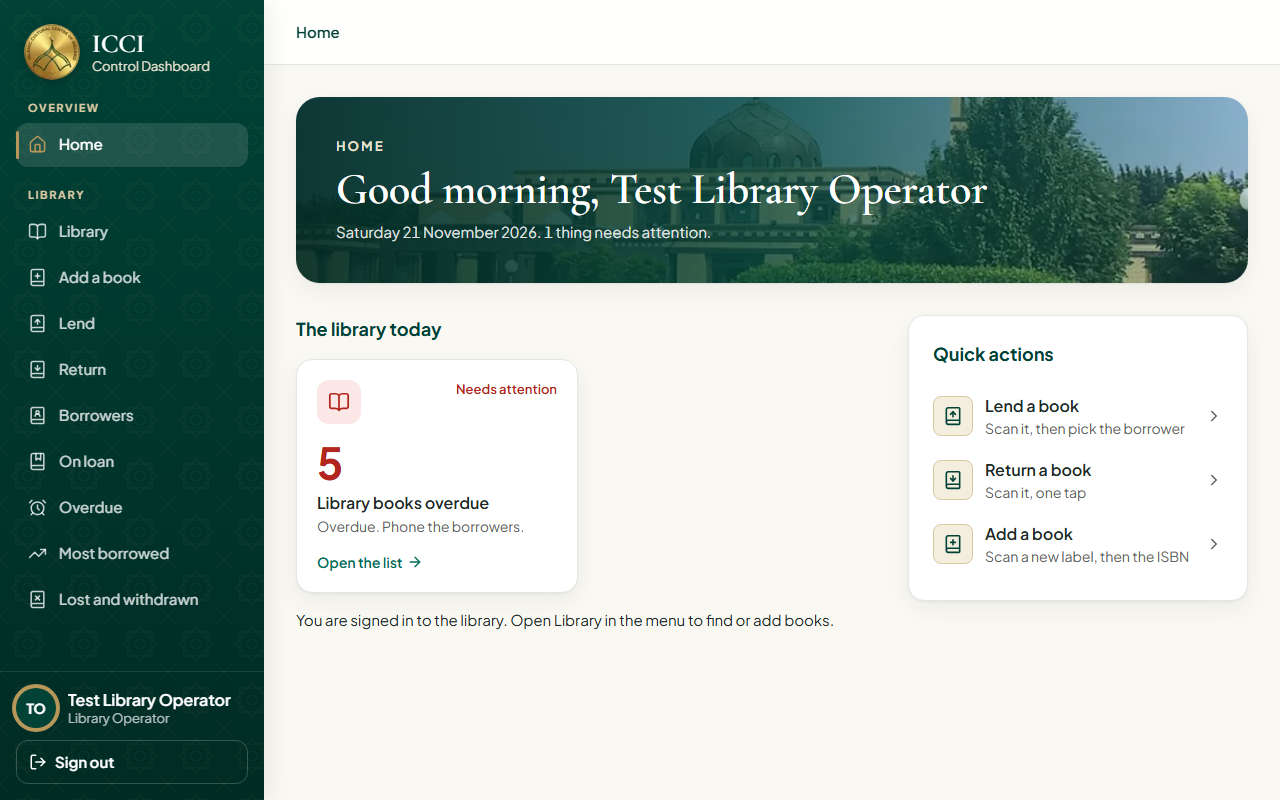 ICCI
Control Dashboard
OVERVIEW
Home
LIBRARY
Library
Add a book
Lend
Return
Borrowers
On loan
Overdue
Most borrowed
Lost and withdrawn
TO
Test Library Operator
Library Operator
Sign out
Home
HOME
Good morning, Test Library Operator
Saturday 21 November 2026. 1 thing needs attention.
The library today
Needs attention
5
Library books overdue
Overdue. Phone the borrowers.
Open the list
You are signed in to the library. Open Library in the menu to find or add books.
Quick actions
Lend a book
Scan it, then pick the borrower
Return a book
Scan it, one tap
Add a book
Scan a new label, then the ISBN